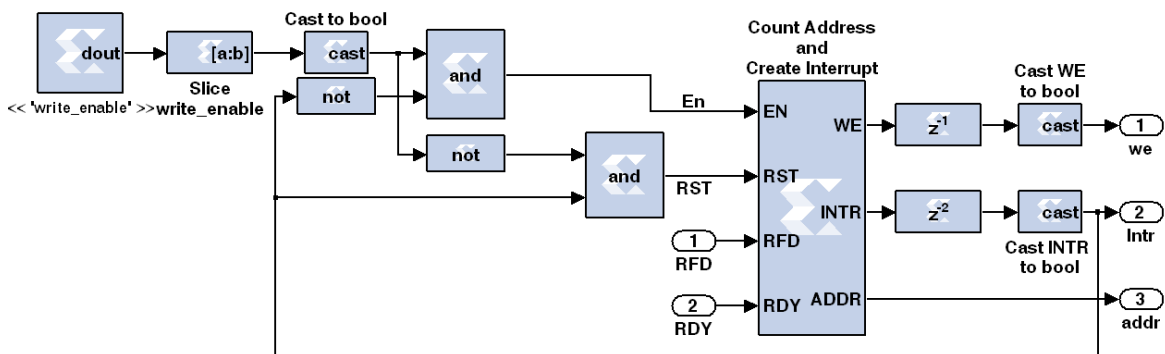 dout
<< 'write_enable' >>
[a:b]
Slice
write_enable
Cast to bool
cast
not
and
En
not
and
RST
Count Address
and
Create Interrupt
EN
RST
RFD
RDY
WE
INTR
ADDR
1
RFD
2
RDY
z⁻¹
z⁻²
Cast WE
to bool
cast
1
we
cast
Cast INTR
to bool
2
Intr
3
addr